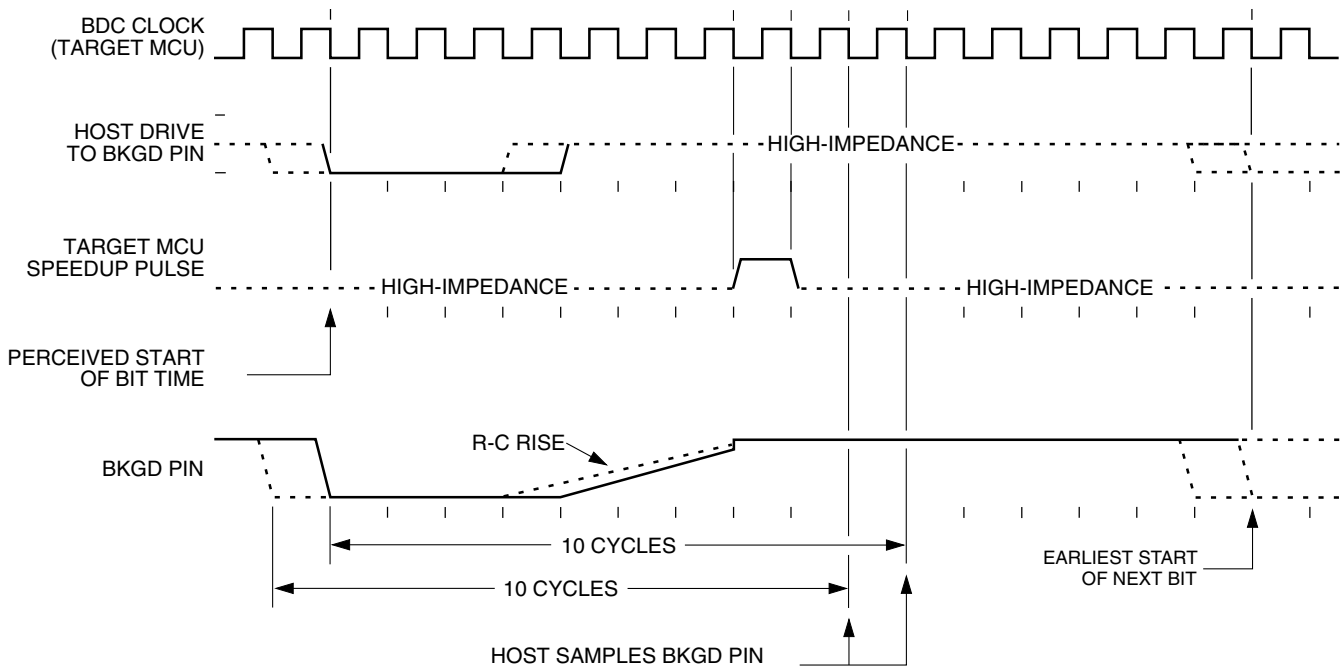 BDC CLOCK
(TARGET MCU)
HOST DRIVE
TO BKGD PIN
HIGH-IMPEDANCE
TARGET MCU
SPEEDUP PULSE
HIGH-IMPEDANCE
HIGH-IMPEDANCE
PERCEIVED START
OF BIT TIME
R-C RISE
BKGD PIN
10 CYCLES
EARLIEST START
OF NEXT BIT
10 CYCLES
HOST SAMPLES BKGD PIN